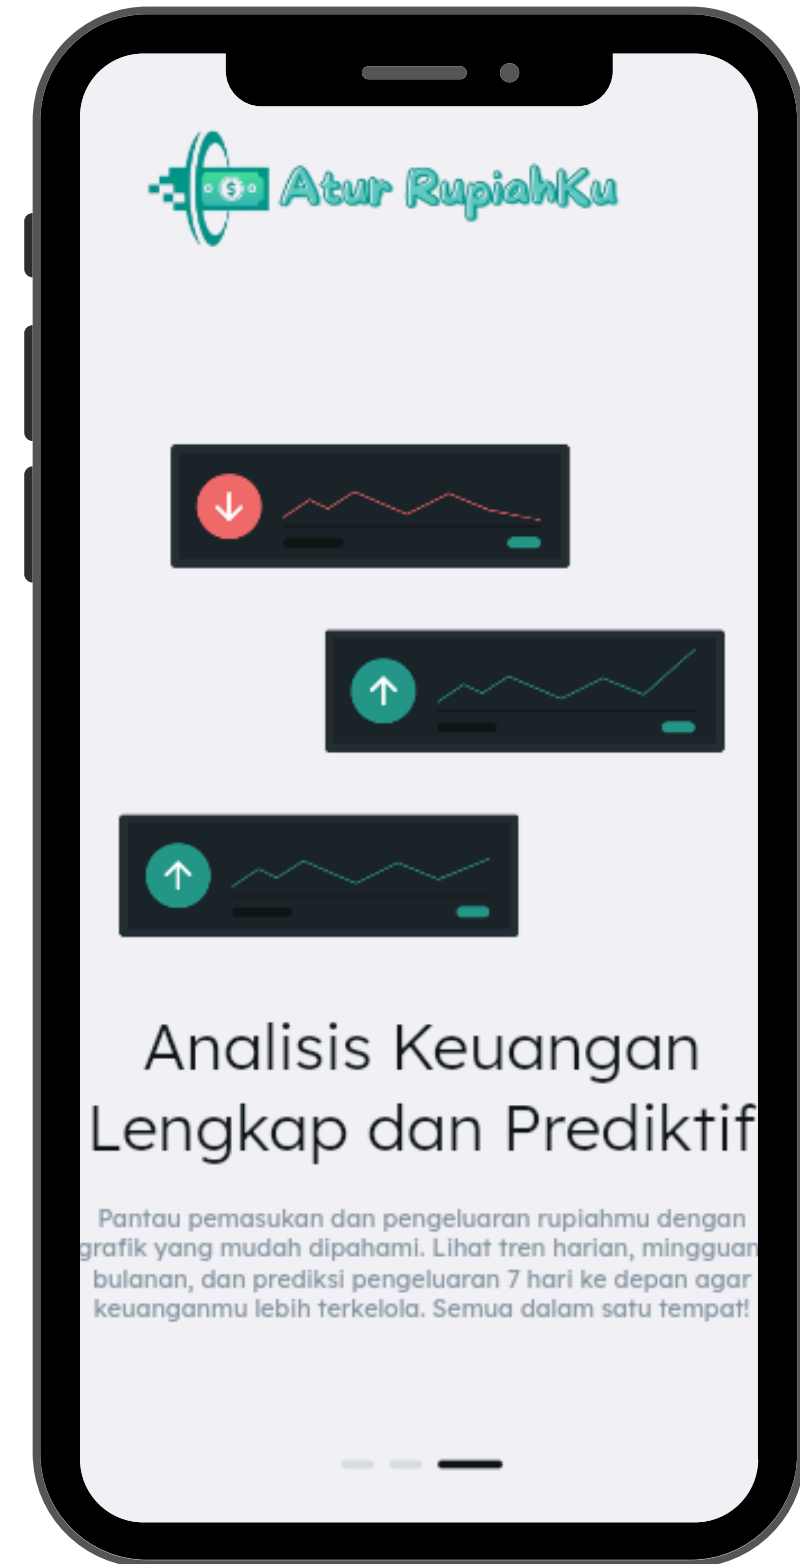 Atur RupiahKu
Analisis Keuangan
Lengkap dan Prediktif
Pantau pemasukan dan pengeluaran rupiahmu dengan
grafik yang mudah dipahami. Lihat tren harian, mingguan
bulanan, dan prediksi pengeluaran 7 hari ke depan agar
keuanganmu lebih terkelola. Semua dalam satu tempat!